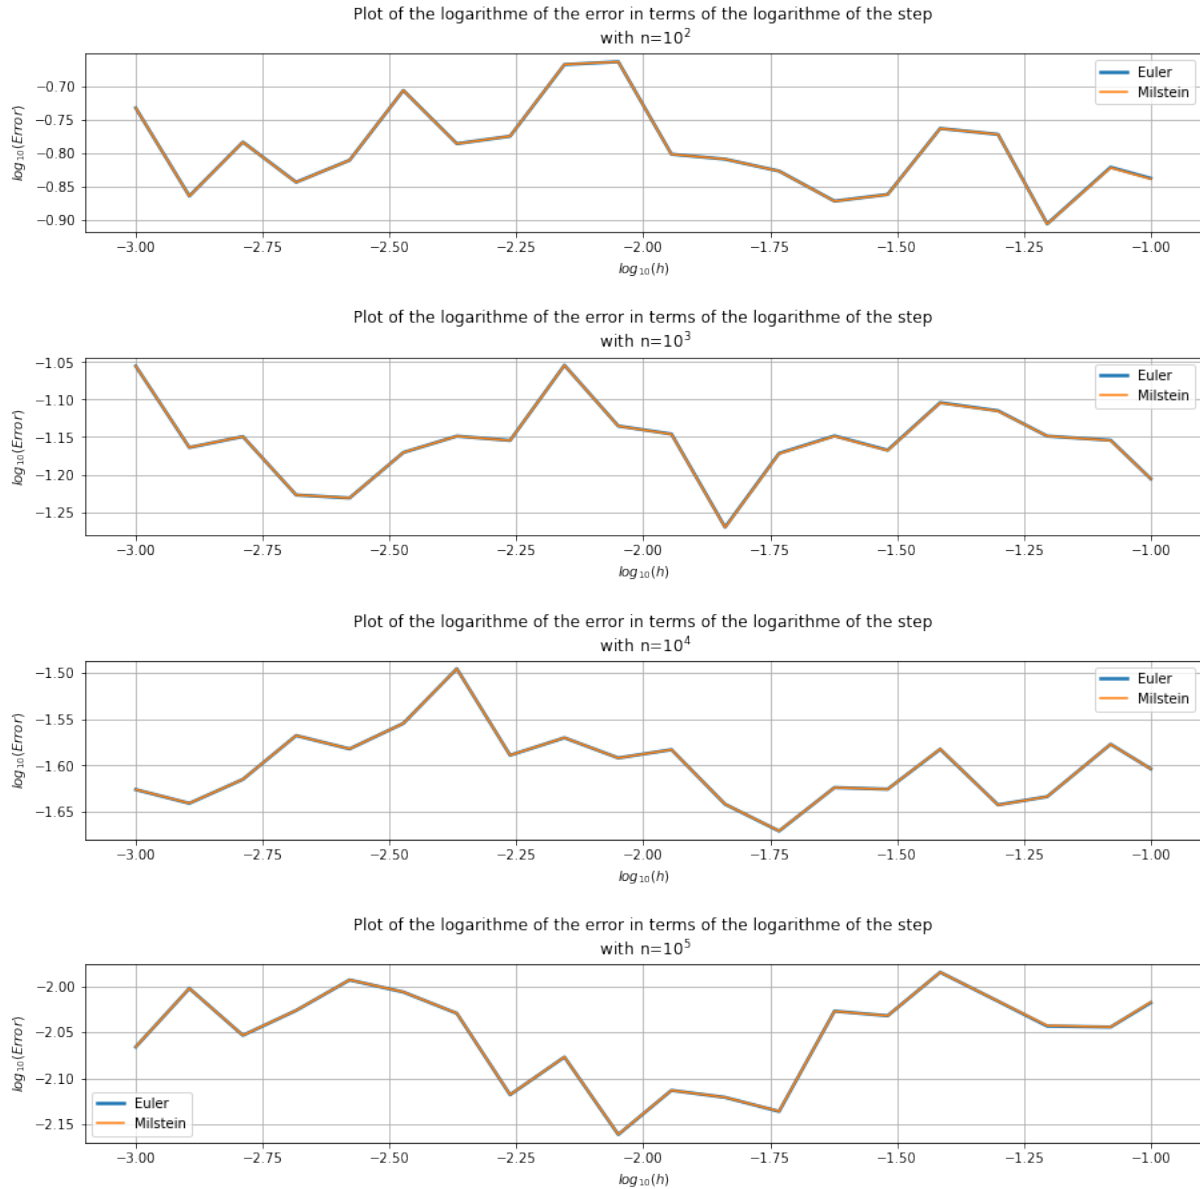 Plot of the logarithme of the error in terms of the logarithme of the step
with n=10²
−0.70
−0.75
−0.80
−0.85
−0.90
log₁₀(Error)
Euler
Milstein
−3.00 −2.75 −2.50 −2.25 −2.00 −1.75 −1.50 −1.25 −1.00
log₁₀(h)
Plot of the logarithme of the error in terms of the logarithme of the step
with n=10³
−1.05
−1.10
−1.15
−1.20
−1.25
log₁₀(Error)
Euler
Milstein
−3.00 −2.75 −2.50 −2.25 −2.00 −1.75 −1.50 −1.25 −1.00
log₁₀(h)
Plot of the logarithme of the error in terms of the logarithme of the step
with n=10⁴
−1.50
−1.55
−1.60
−1.65
log₁₀(Error)
Euler
Milstein
−3.00 −2.75 −2.50 −2.25 −2.00 −1.75 −1.50 −1.25 −1.00
log₁₀(h)
Plot of the logarithme of the error in terms of the logarithme of the step
with n=10⁵
−2.00
−2.05
−2.10
−2.15
log₁₀(Error)
Euler
Milstein
−3.00 −2.75 −2.50 −2.25 −2.00 −1.75 −1.50 −1.25 −1.00
log₁₀(h)